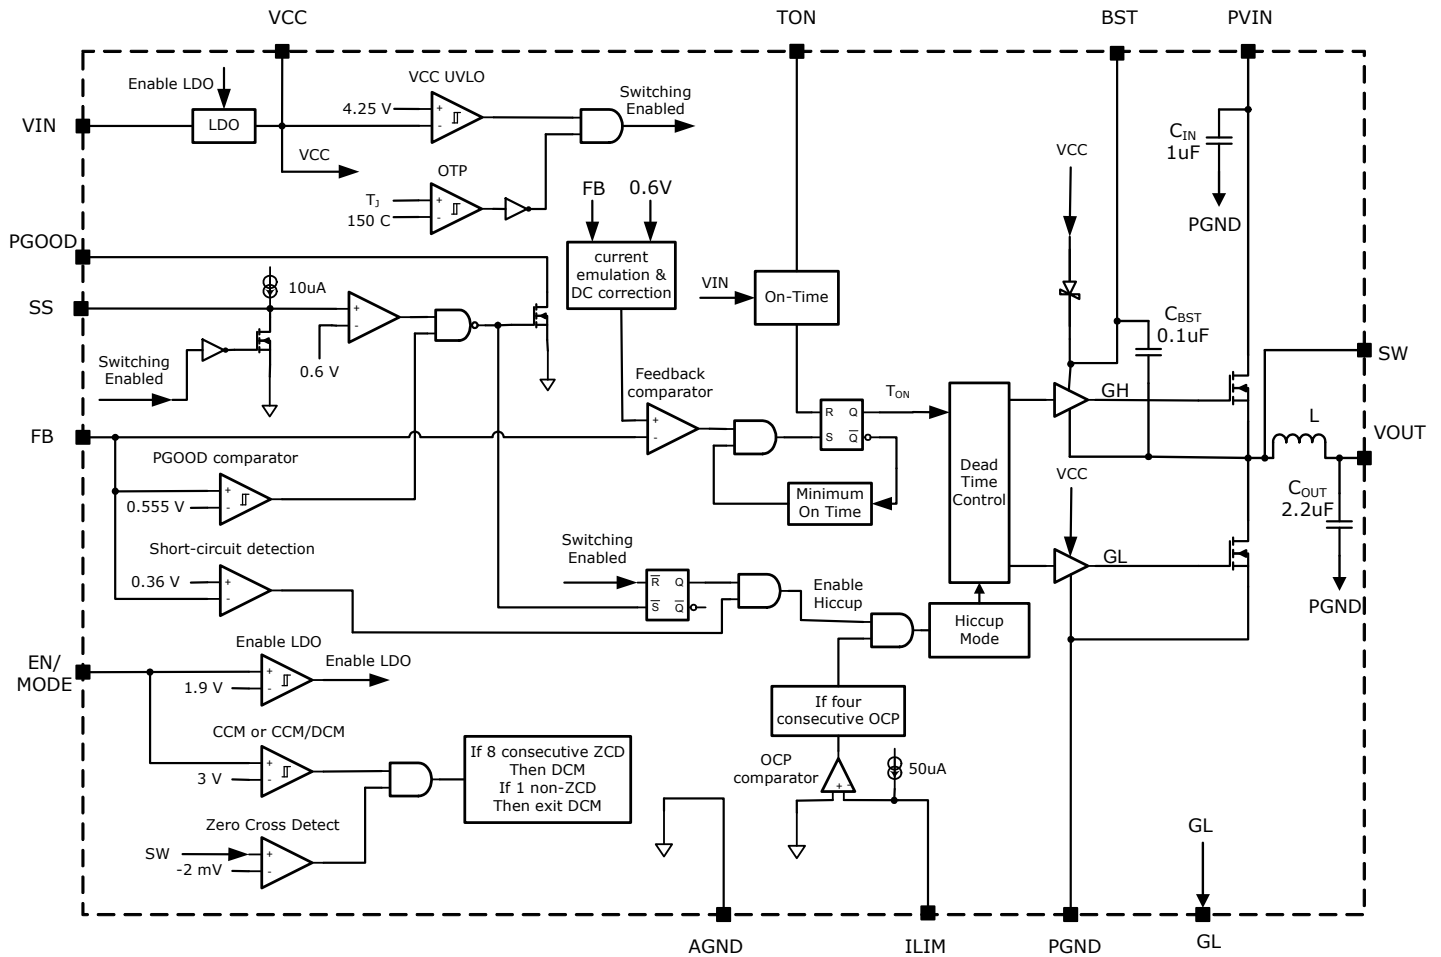 VCC
TON
BST
PVIN
Enable LDO
VCC UVLO
4.25 V
+
-
Switching
Enabled
VIN
LDO
VCC
OTP
TJ
150 C
+
-
FB
0.6V
CIN
1uF
PGND
VCC
PGOOD
current
emulation &
DC correction
VIN
On-Time
SS
10uA
+
-
0.6 V
Switching
Enabled
CBST
0.1uF
SW
Feedback
comparator
TON
GH
+
-
R
Q
S
Q
FB
L
VOUT
PGOOD comparator
+
-
0.555 V
Minimum
On Time
Dead
Time
Control
VCC
COUT
2.2uF
PGND
Short-circuit detection
0.36 V
+
-
Switching
Enabled
R
Q
S
Q
Enable
Hiccup
GL
Hiccup
Mode
EN/
MODE
Enable LDO
+
-
1.9 V
Enable LDO
If four
consecutive OCP
CCM or CCM/DCM
+
-
3 V
If 8 consecutive ZCD
Then DCM
If 1 non-ZCD
Then exit DCM
OCP
comparator
+
-
50uA
Zero Cross Detect
SW
+
-
-2 mV
GL
AGND
ILIM
PGND
GL